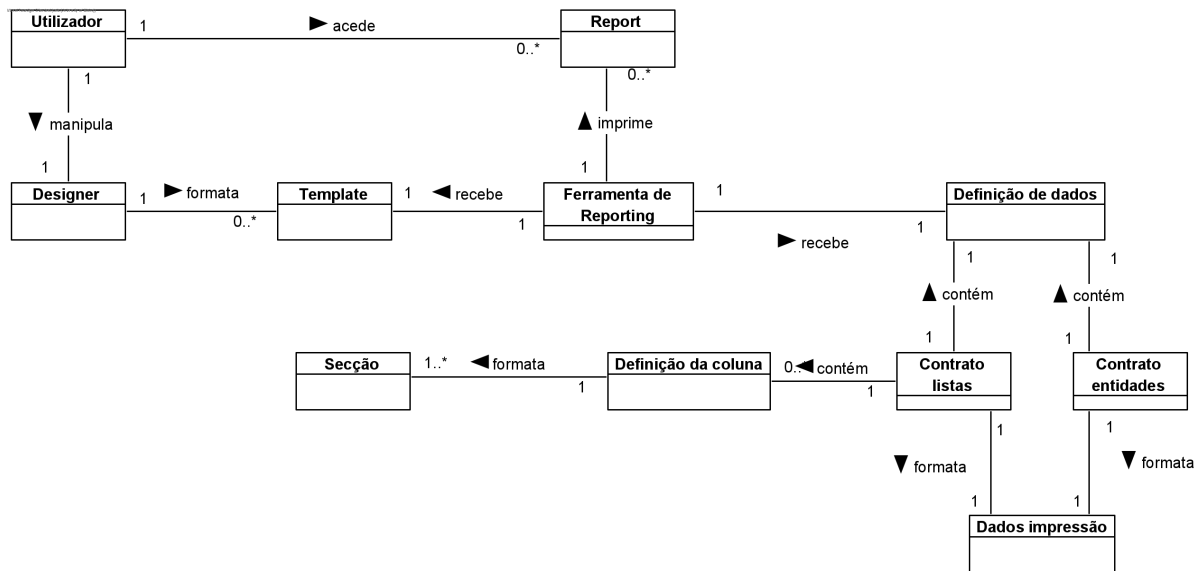 Utilizador
1
acede
0..*
Report
1
manipula
1
0..*
imprime
1
Designer
1
formata
0..*
Template
1
recebe
1
Ferramenta de
Reporting
1
recebe
1
Definição de dados
1
contém
1
1
contém
1
Secção
1..*
formata
1
Definição da coluna
0..
contém
1
Contrato
listas
Contrato
entidades
1
formata
1
1
formata
1
Dados impressão